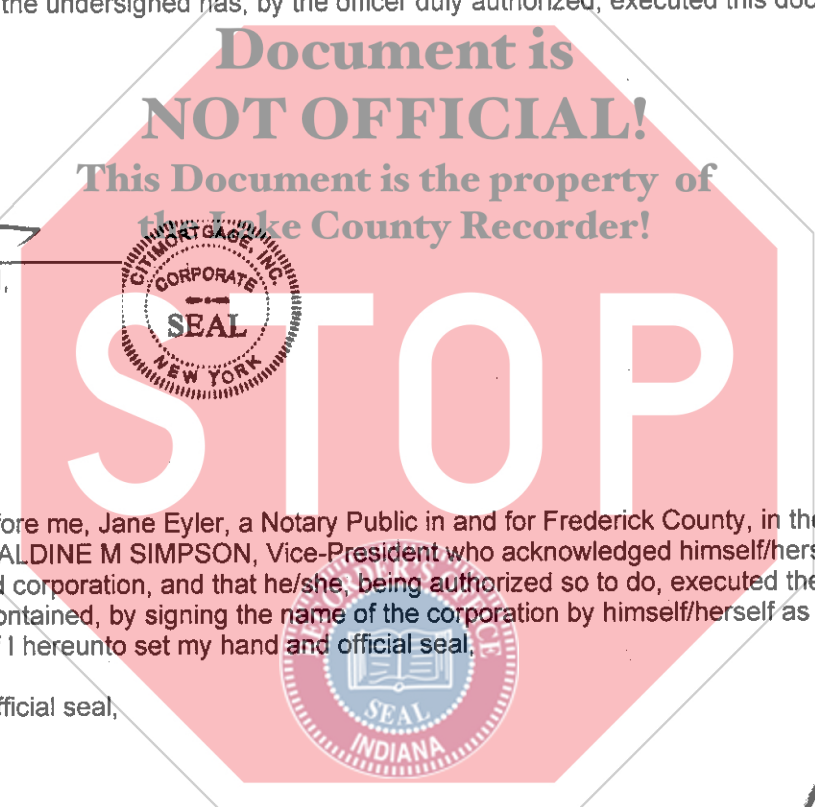 the undersigned has, by the officer duly authorized, executed this doc
Document is
NOT OFFICIAL!
This Document is the property of
the Lake County Recorder!
CITIMORTGAGE, INC.
CORPORATE
SEAL
NEW YORK
STOP
fore me, Jane Eyler, a Notary Public in and for Frederick County, in the
ALDINE M SIMPSON, Vice-President who acknowledged himself/hers
d corporation, and that he/she, being authorized so to do, executed the
ontained, by signing the name of the corporation by himself/herself as
I hereunto set my hand and official seal,
RECORDER'S OFFICE
SEAL
INDIANA
fficial seal,